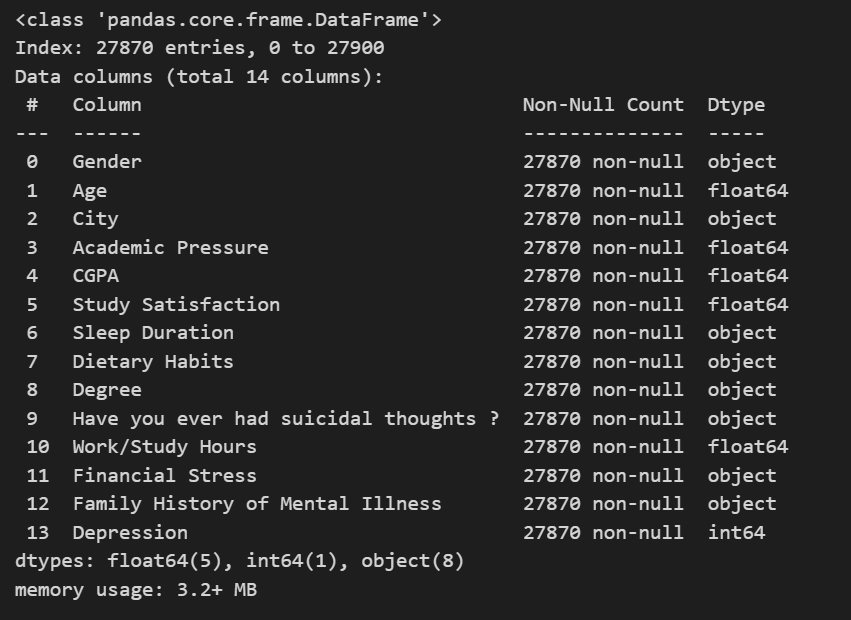 <class 'pandas.core.frame.DataFrame'>
Index: 27870 entries, 0 to 27900
Data columns (total 14 columns):
 #   Column                                 Non-Null Count  Dtype
---  ------                                 --------------  -----
 0   Gender                                 27870 non-null  object
 1   Age                                    27870 non-null  float64
 2   City                                   27870 non-null  object
 3   Academic Pressure                      27870 non-null  float64
 4   CGPA                                   27870 non-null  float64
 5   Study Satisfaction                     27870 non-null  float64
 6   Sleep Duration                         27870 non-null  object
 7   Dietary Habits                         27870 non-null  object
 8   Degree                                 27870 non-null  object
 9   Have you ever had suicidal thoughts ?  27870 non-null  object
 10  Work/Study Hours                       27870 non-null  float64
 11  Financial Stress                       27870 non-null  object
 12  Family History of Mental Illness       27870 non-null  object
 13  Depression                             27870 non-null  int64
dtypes: float64(5), int64(1), object(8)
memory usage: 3.2+ MB